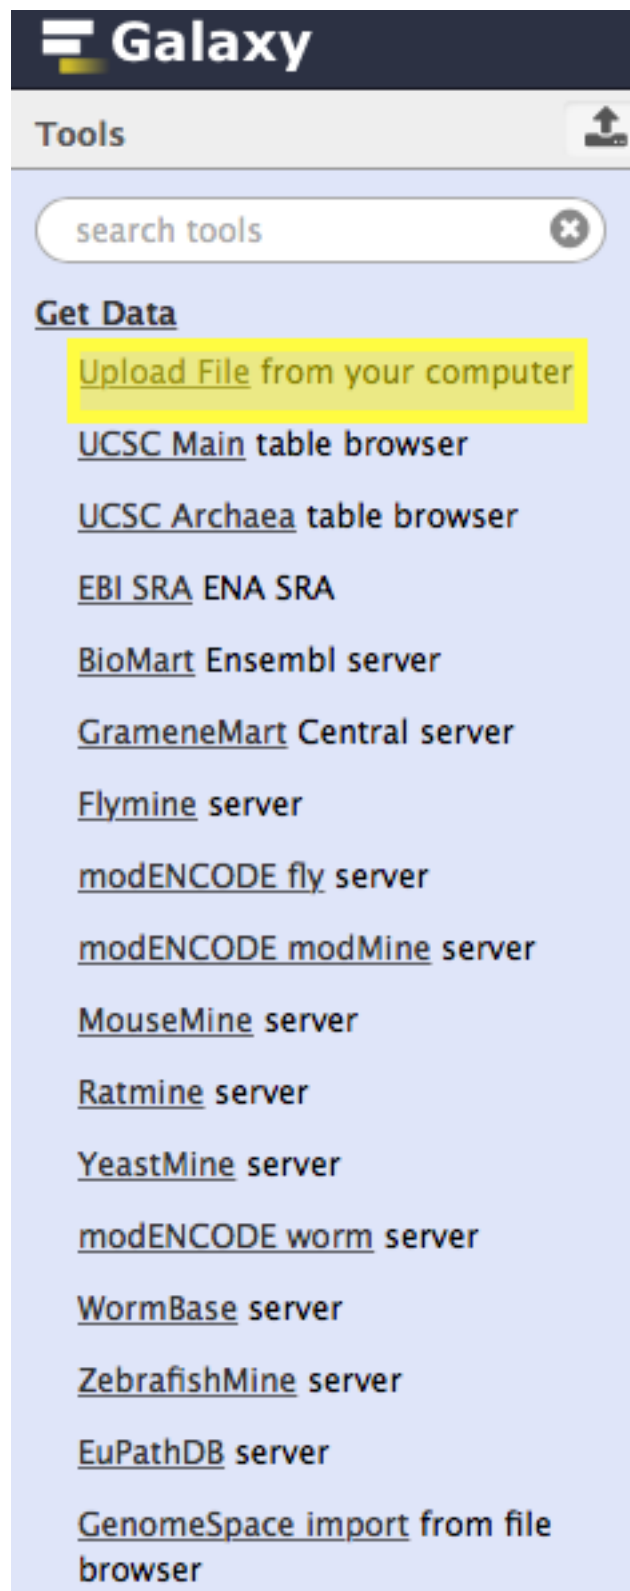 Galaxy
Tools
search tools
Get Data
Upload File from your computer
UCSC Main table browser
UCSC Archaea table browser
EBI SRA ENA SRA
BioMart Ensembl server
GrameneMart Central server
Flymine server
modENCODE fly server
modENCODE modMine server
MouseMine server
Ratmine server
YeastMine server
modENCODE worm server
WormBase server
ZebrafishMine server
EuPathDB server
GenomeSpace import from file
browser